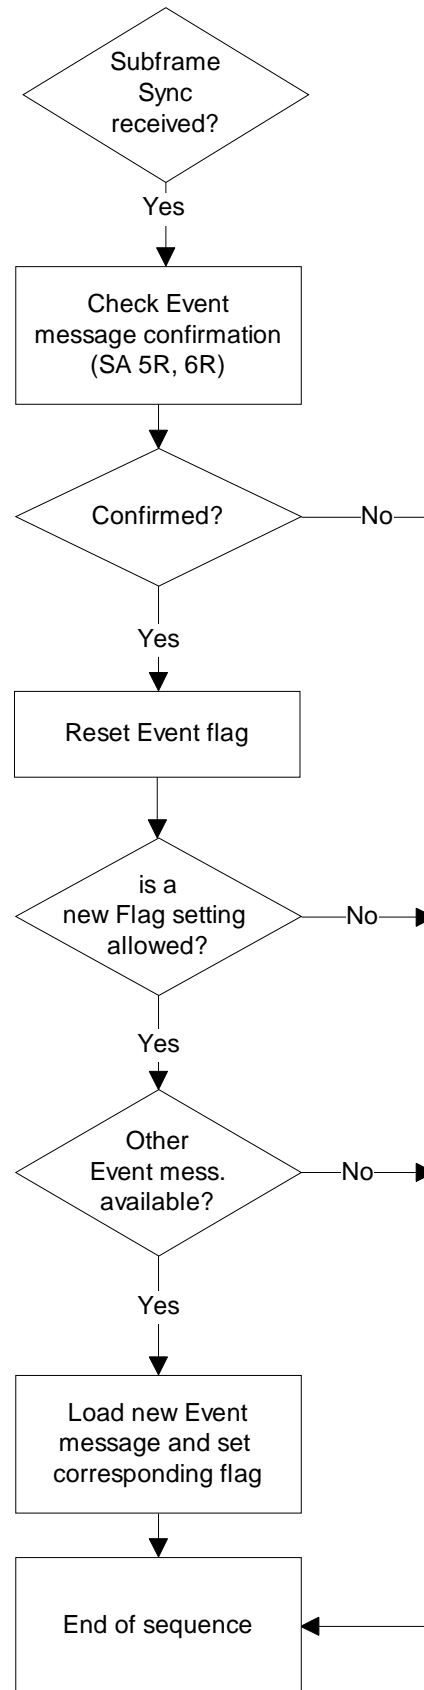 Subframe
Sync
received?
Yes
Check Event
message confirmation
(SA 5R, 6R)
Confirmed?
No
Yes
Reset Event flag
is a
new Flag setting
allowed?
No
Yes
Other
Event mess.
available?
No
Yes
Load new Event
message and set
corresponding flag
End of sequence